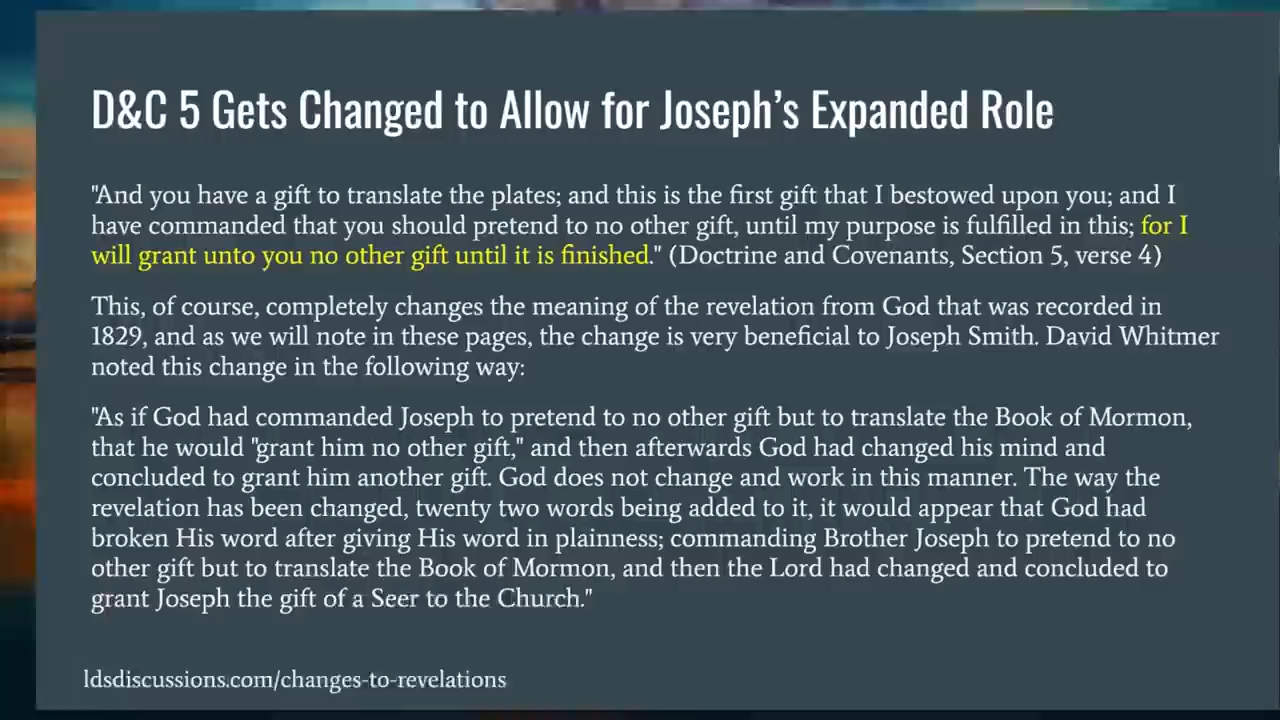 D&C 5 Gets Changed to Allow for Joseph’s Expanded Role
"And you have a gift to translate the plates; and this is the first gift that I bestowed upon you; and I
have commanded that you should pretend to no other gift, until my purpose is fulfilled in this; for I
will grant unto you no other gift until it is finished." (Doctrine and Covenants, Section 5, verse 4)
This, of course, completely changes the meaning of the revelation from God that was recorded in
1829, and as we will note in these pages, the change is very beneficial to Joseph Smith. David Whitmer
noted this change in the following way:
"As if God had commanded Joseph to pretend to no other gift but to translate the Book of Mormon,
that he would "grant him no other gift," and then afterwards God had changed his mind and
concluded to grant him another gift. God does not change and work in this manner. The way the
revelation has been changed, twenty two words being added to it, it would appear that God had
broken His word after giving His word in plainness; commanding Brother Joseph to pretend to no
other gift but to translate the Book of Mormon, and then the Lord had changed and concluded to
grant Joseph the gift of a Seer to the Church."
ldsdiscussions.com/changes-to-revelations